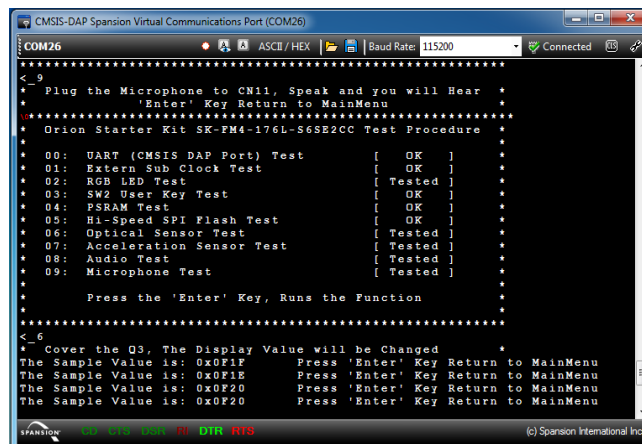 CMSIS-DAP Spansion Virtual Communications Port (COM26)
COM26 ASCII / HEX Baud Rate: 115200 Connected CLS
************************************************************
<_9
* Plug the Microphone to CN11, Speak and you will Hear *
* 'Enter' Key Return to MainMenu *
\0************************************************************
* Orion Starter Kit SK-FM4-176L-S6SE2CC Test Procedure *
* *
* 00: UART (CMSIS DAP Port) Test [ OK ] *
* 01: Extern Sub Clock Test [ OK ] *
* 02: RGB LED Test [ Tested ] *
* 03: SW2 User Key Test [ OK ] *
* 04: PSRAM Test [ OK ] *
* 05: Hi-Speed SPI Flash Test [ OK ] *
* 06: Optical Sensor Test [ Tested ] *
* 07: Acceleration Sensor Test [ Tested ] *
* 08: Audio Test [ Tested ] *
* 09: Microphone Test [ Tested ] *
* *
* Press the 'Enter' Key, Runs the Function *
* *
************************************************************
<_6
* Cover the Q3, The Display Value will be Changed *
The Sample Value is: 0x0F1F Press 'Enter' Key Return to MainMenu
The Sample Value is: 0x0F1E Press 'Enter' Key Return to MainMenu
The Sample Value is: 0x0F20 Press 'Enter' Key Return to MainMenu
The Sample Value is: 0x0F20 Press 'Enter' Key Return to MainMenu
SPANSION CD CTS DSR RI DTR RTS (c) Spansion International Inc